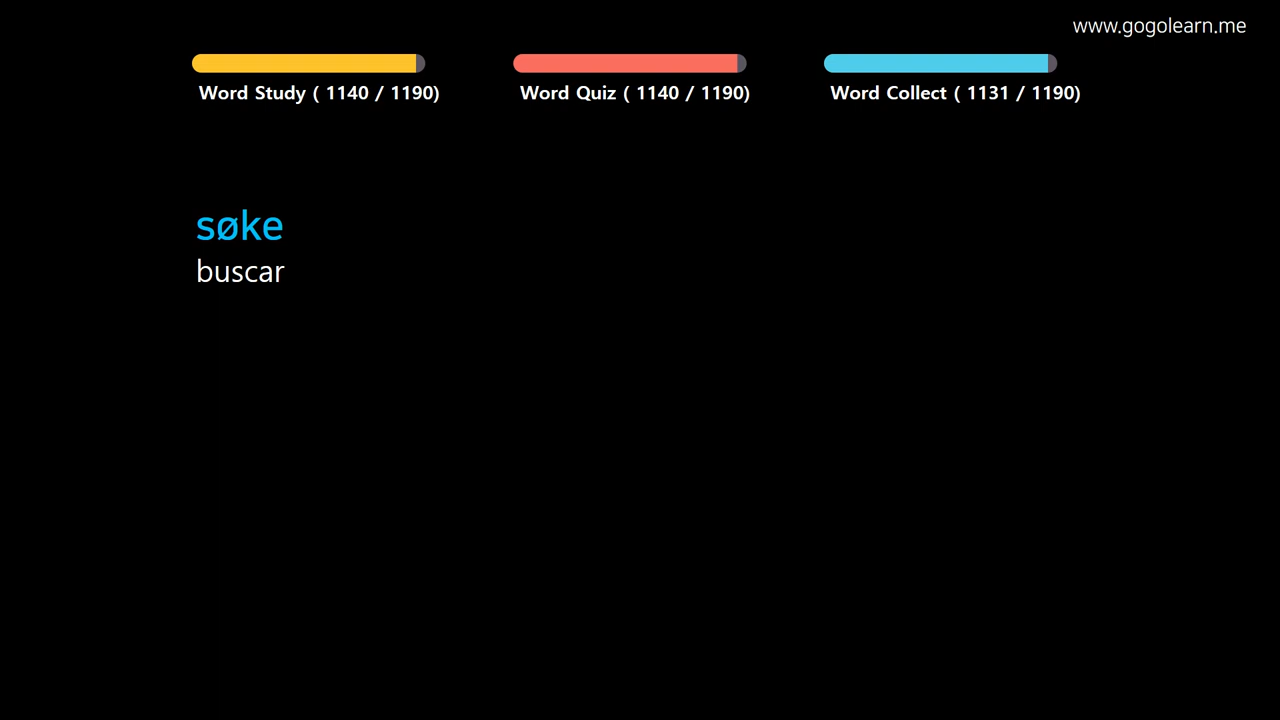 www.gogolearn.me
Word Study ( 1140 / 1190)
Word Quiz ( 1140 / 1190)
Word Collect ( 1131 / 1190)
søke
buscar